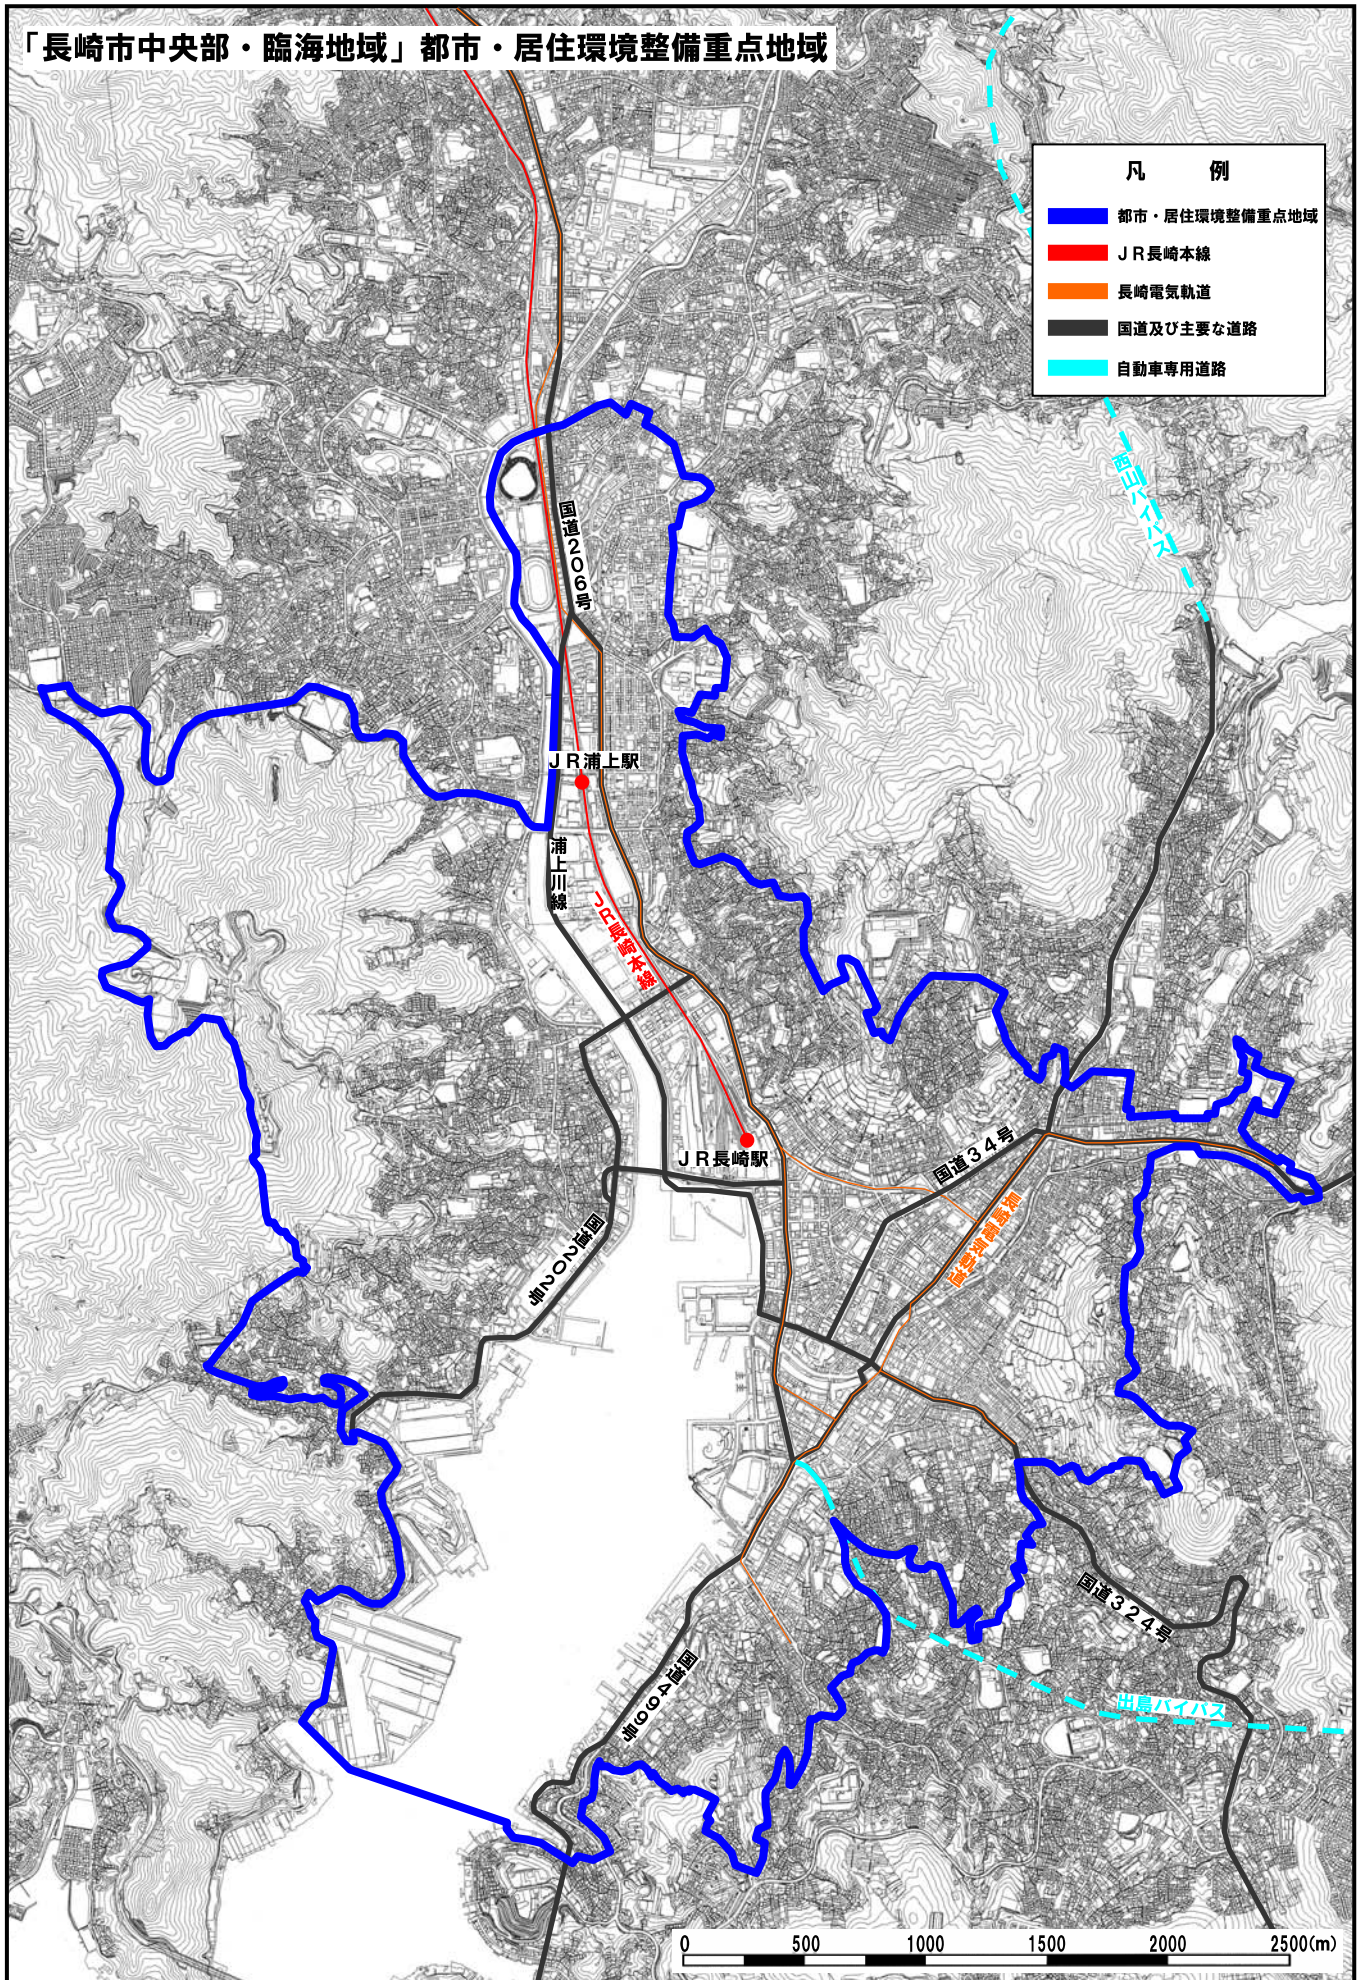 「長崎市中央部・臨海地域」都市・居住環境整備重点地域
凡 例
都市・居住環境整備重点地域
ＪＲ長崎本線
長崎電気軌道
国道及び主要な道路
自動車専用道路
西山バイパス
国道２０６号
ＪＲ浦上駅
浦上川線
ＪＲ長崎本線
ＪＲ長崎駅
国道３４号
長崎電気軌道
国道２０２号
国道３２４号
国道４９９号
出島バイパス
0 500 1000 1500 2000 2500(m)